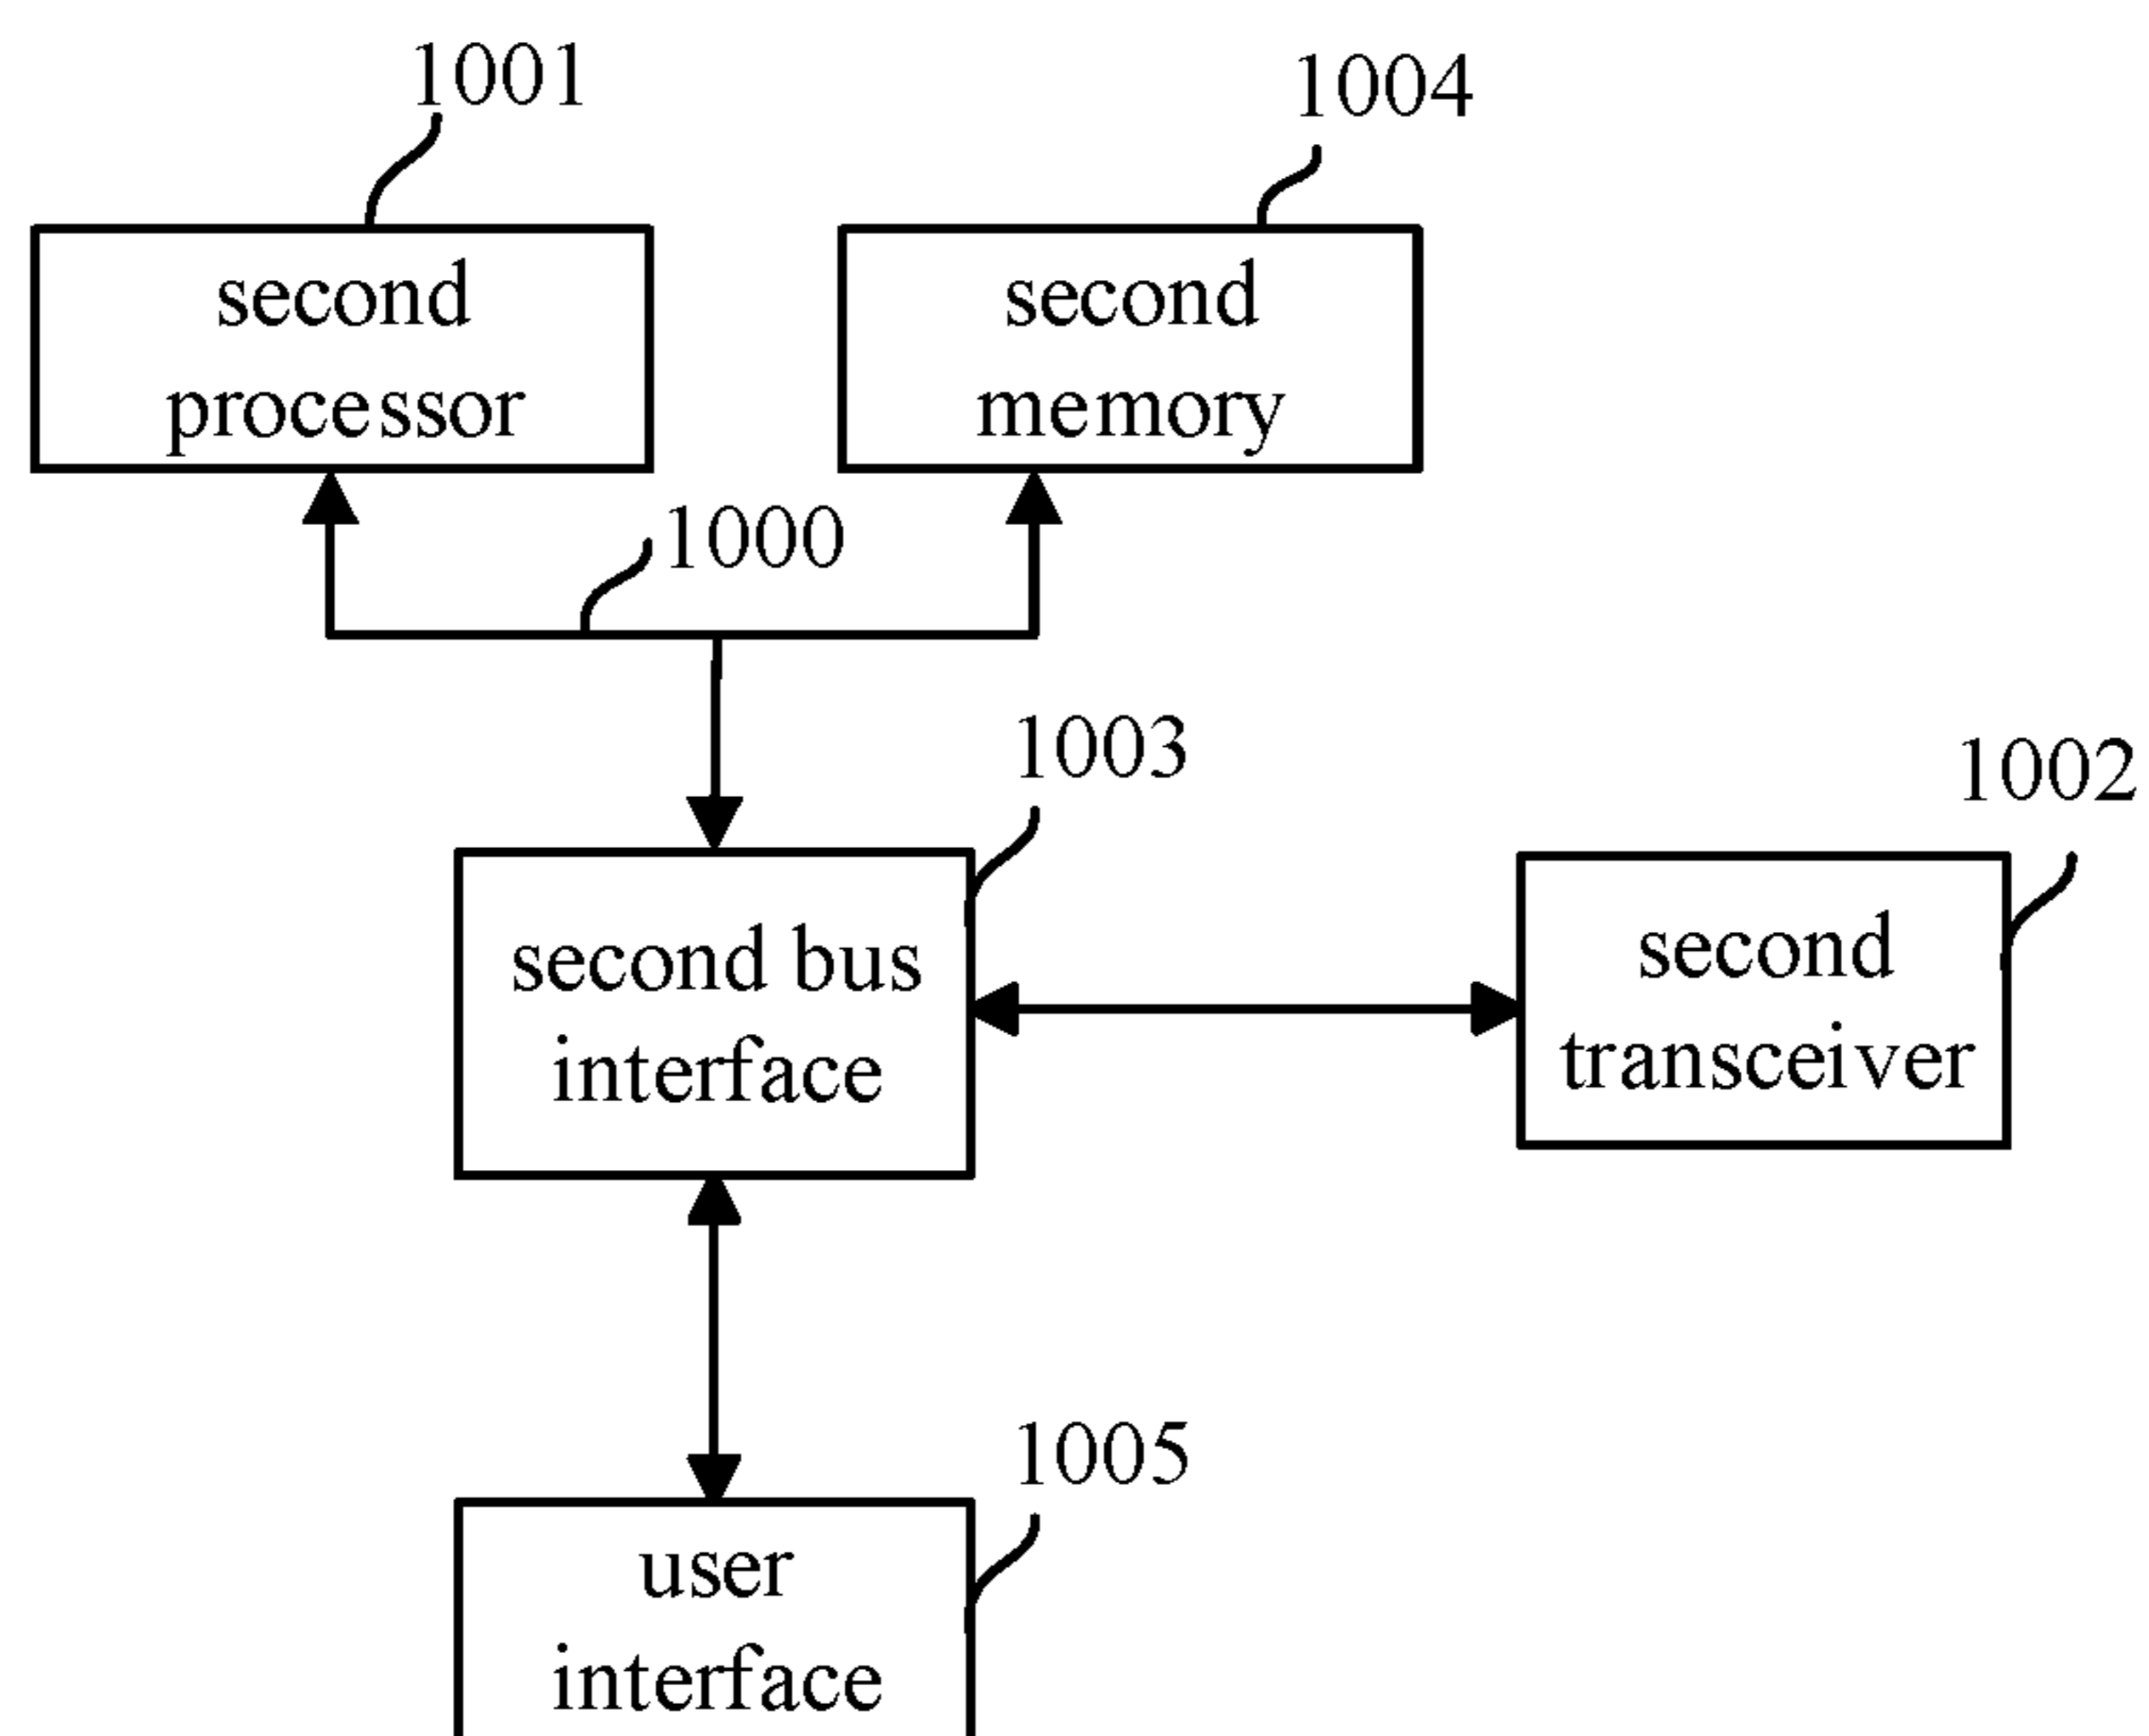 1001
1004
second
processor
second
memory
1000
1003
1002
second bus
interface
second
transceiver
1005
user
interface